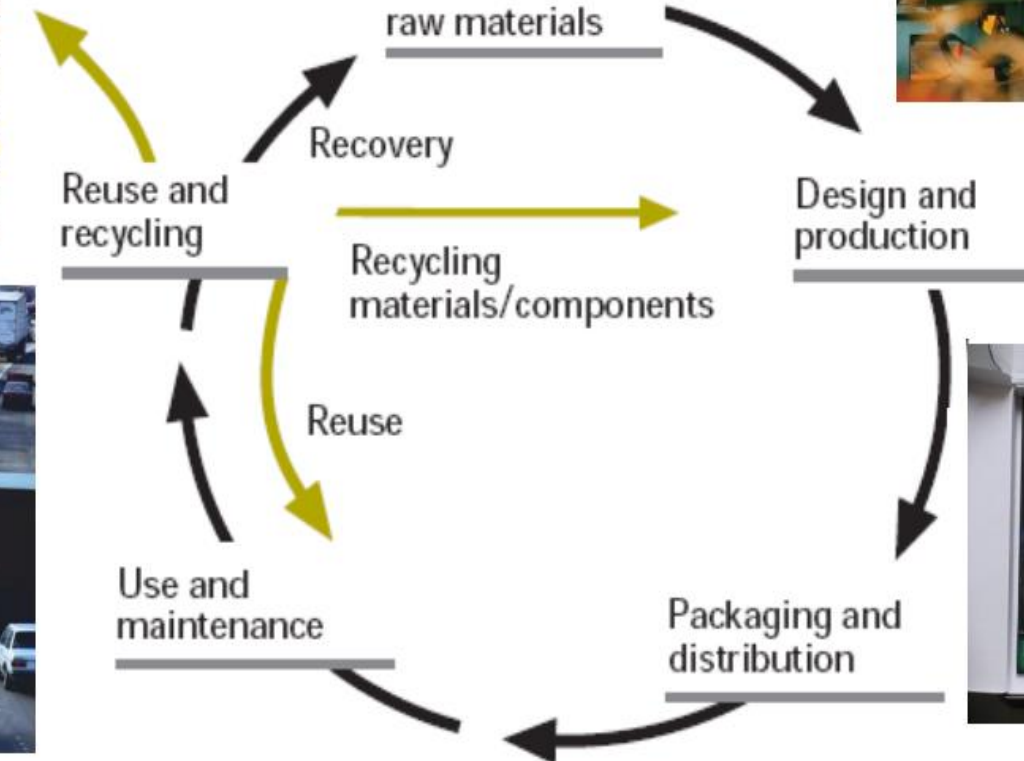 raw materials
Recovery
Reuse and
recycling
Design and
production
Recycling
materials/components
Reuse
Use and
maintenance
Packaging and
distribution